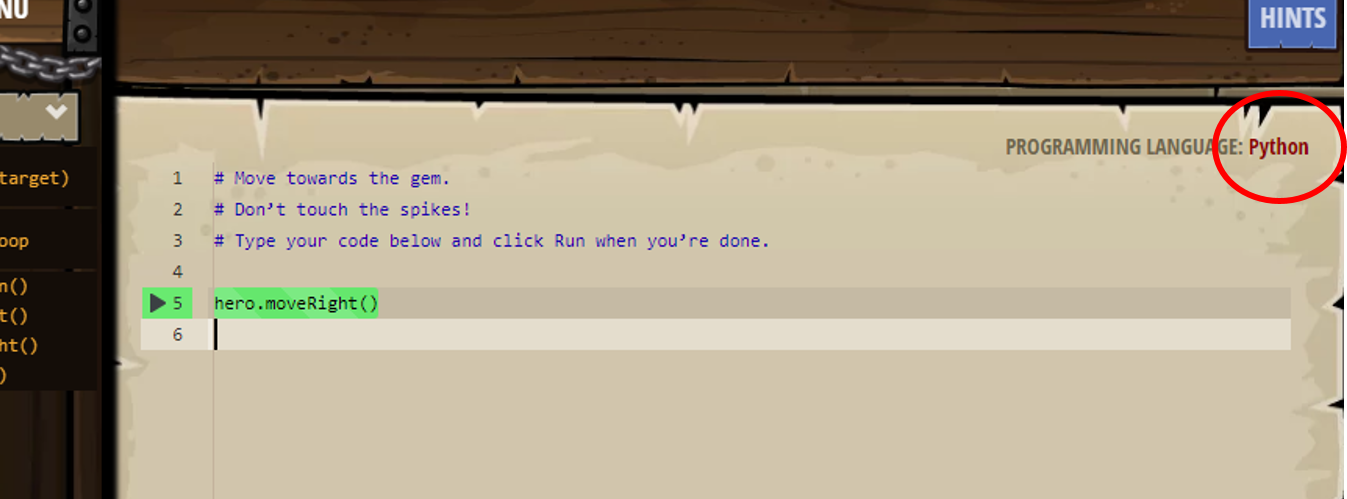 NU
HINTS
PROGRAMMING LANGUAGE: Python
target)
oop
n()
t()
ht()
)
1 # Move towards the gem.
2 # Don’t touch the spikes!
3 # Type your code below and click Run when you’re done.
4
5 hero.moveRight()
6